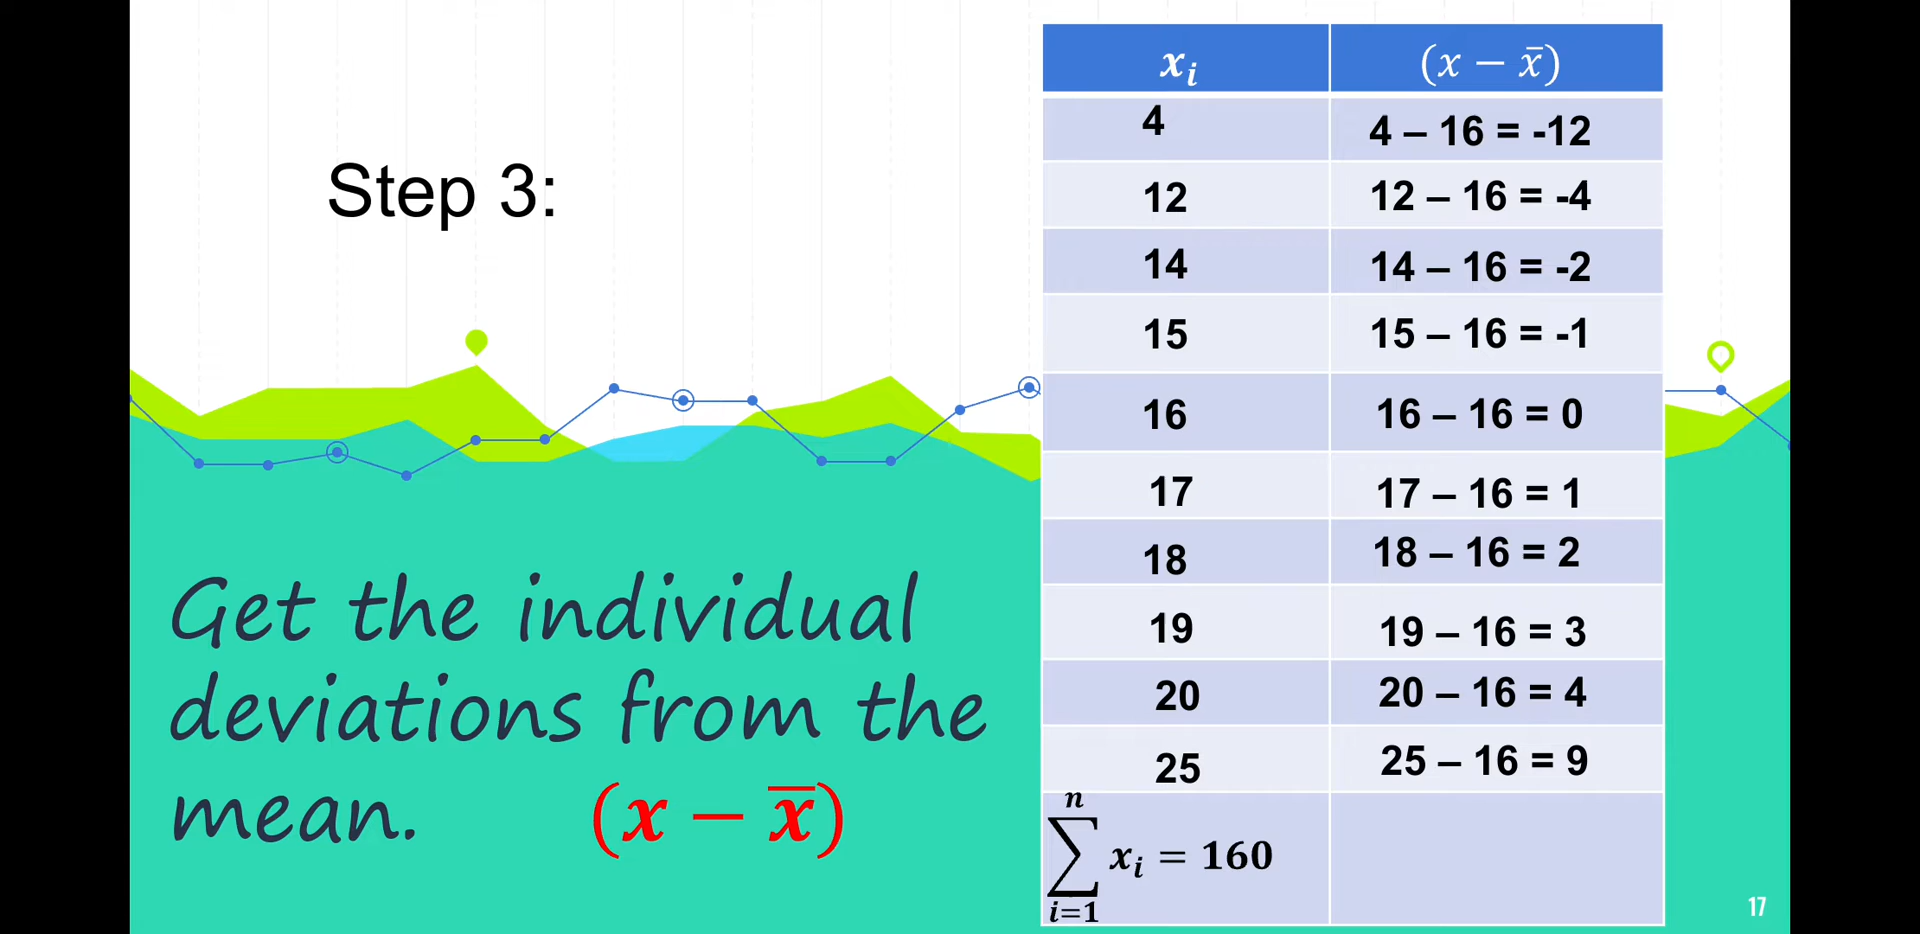 Step 3:
Get the individual
deviations from the
mean. (x − x̄)
xᵢ (x − x̄)
4 4 – 16 = -12
12 12 – 16 = -4
14 14 – 16 = -2
15 15 – 16 = -1
16 16 – 16 = 0
17 17 – 16 = 1
18 18 – 16 = 2
19 19 – 16 = 3
20 20 – 16 = 4
25 25 – 16 = 9
n
∑ xᵢ = 160
i=1
17